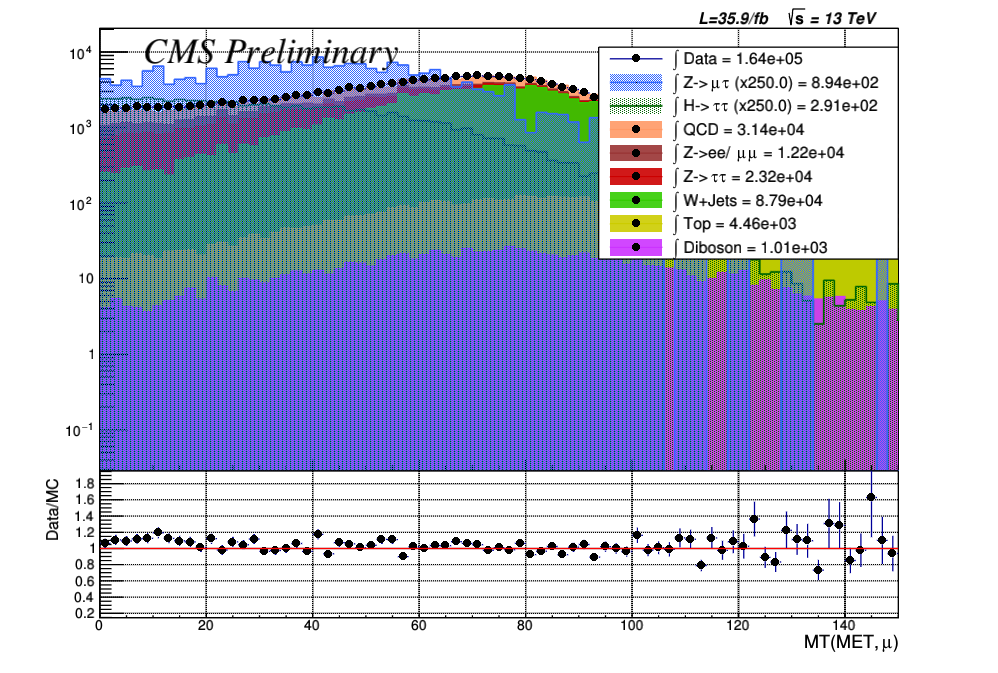 L=35.9/fb √s = 13 TeV
CMS Preliminary
∫ Data = 1.64e+05
∫ Z->μτ (x250.0) = 8.94e+02
∫ H->ττ (x250.0) = 2.91e+02
∫ QCD = 3.14e+04
∫ Z->ee/ μμ = 1.22e+04
∫ Z->ττ = 2.32e+04
∫ W+Jets = 8.79e+04
∫ Top = 4.46e+03
∫ Diboson = 1.01e+03
10⁴
10³
10²
10
1
10⁻¹
Data/MC
1.8
1.6
1.4
1.2
1
0.8
0.6
0.4
0.2
0 20 40 60 80 100 120 140
MT(MET, μ)